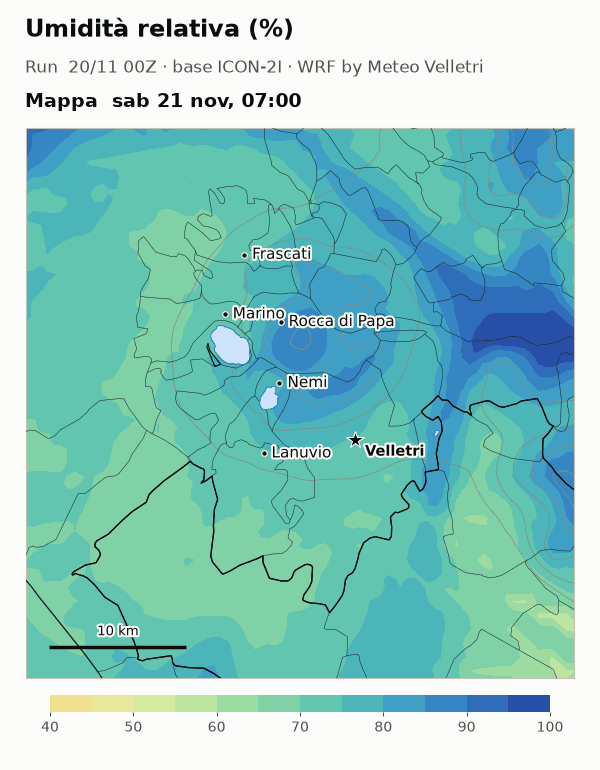 Umidità relativa (%)
Run  20/11 00Z · base ICON-2I · WRF by Meteo Velletri
Mappa  sab 21 nov, 07:00
Frascati
Marino
Rocca di Papa
Nemi
Velletri
Lanuvio
10 km
40 50 60 70 80 90 100